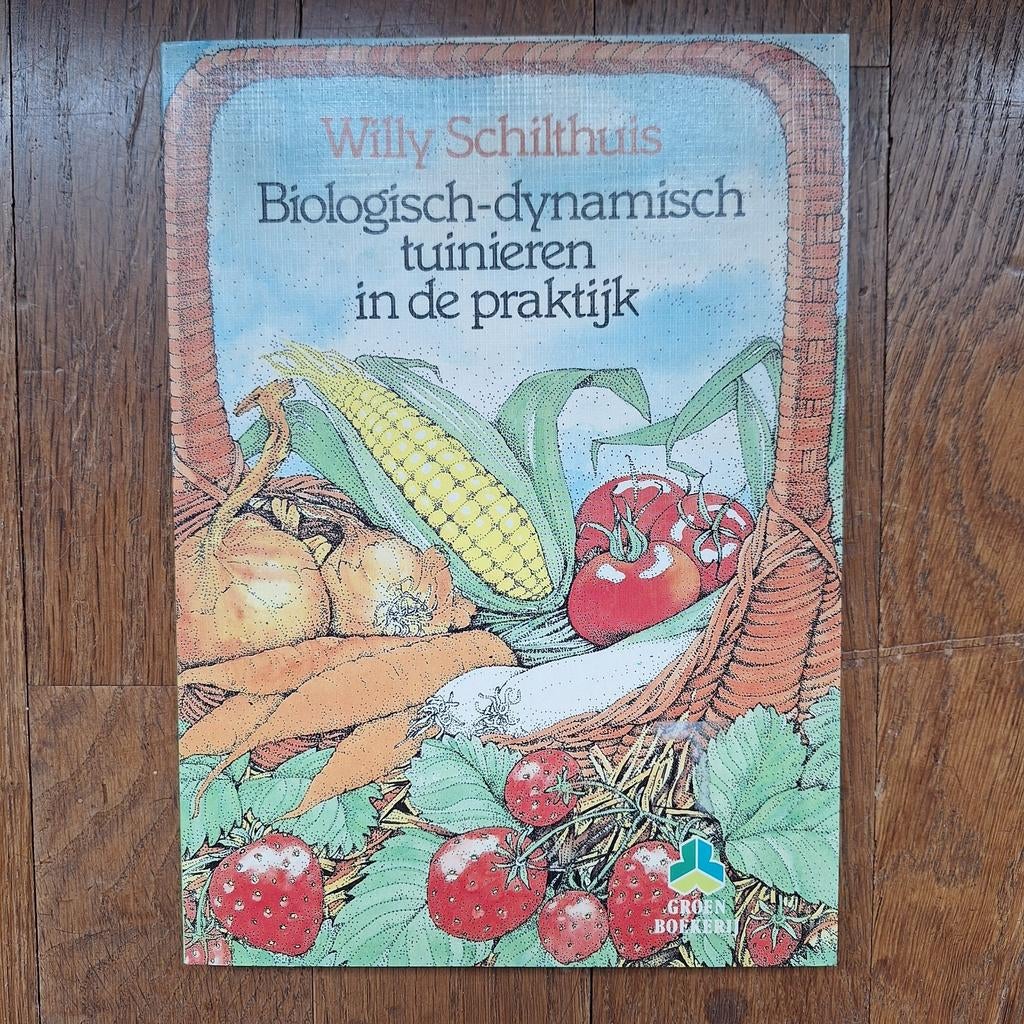 Willy Schilthuis
Biologisch-dynamisch
tuinieren
in de praktijk
GROEN
BOEKERIJ